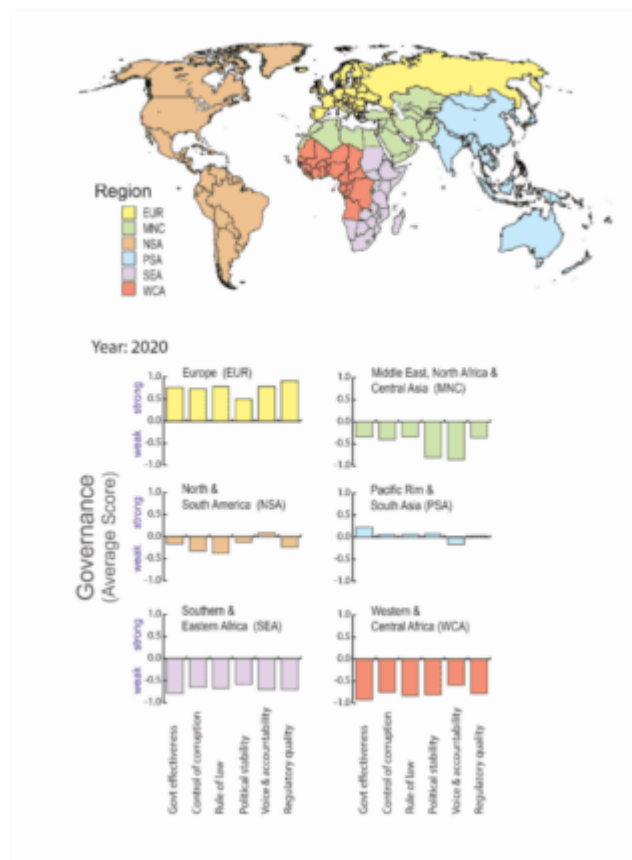 Region
EUR
MNC
NSA
PSA
SEA
WCA
Year: 2020
Governance
(Average Score)
strong
weak
1.0
0.5
0.0
-0.5
-1.0
Europe (EUR)
1.0
0.5
0.0
-0.5
-1.0
Middle East, North Africa &
Central Asia (MNC)
strong
weak
1.0
0.5
0.0
-0.5
-1.0
North &
South America (NSA)
1.0
0.5
0.0
-0.5
-1.0
Pacific Rim &
South Asia (PSA)
strong
weak
1.0
0.5
0.0
-0.5
-1.0
Southern &
Eastern Africa (SEA)
1.0
0.5
0.0
-0.5
-1.0
Western &
Central Africa (WCA)
Govt effectiveness
Control of corruption
Rule of law
Political stability
Voice & accountability
Regulatory quality
Govt effectiveness
Control of corruption
Rule of law
Political stability
Voice & accountability
Regulatory quality